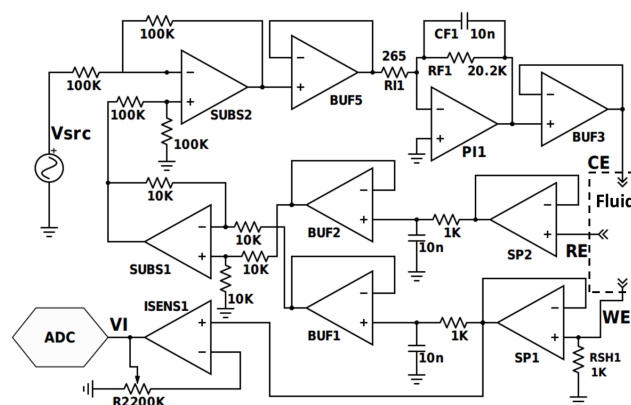 100K
CF1 10n
265
RF1 20.2K
RI1
100K
SUBS2
BUF5
100K
100K
PI1
BUF3
Vsrc
CE
Fluid
10K
10K
BUF2
1K
10n
SP2
RE
SUBS1
10K
10K
ISENS1
BUF1
1K
10n
SP1
WE
RSH1
1K
ADC
VI
R2200K